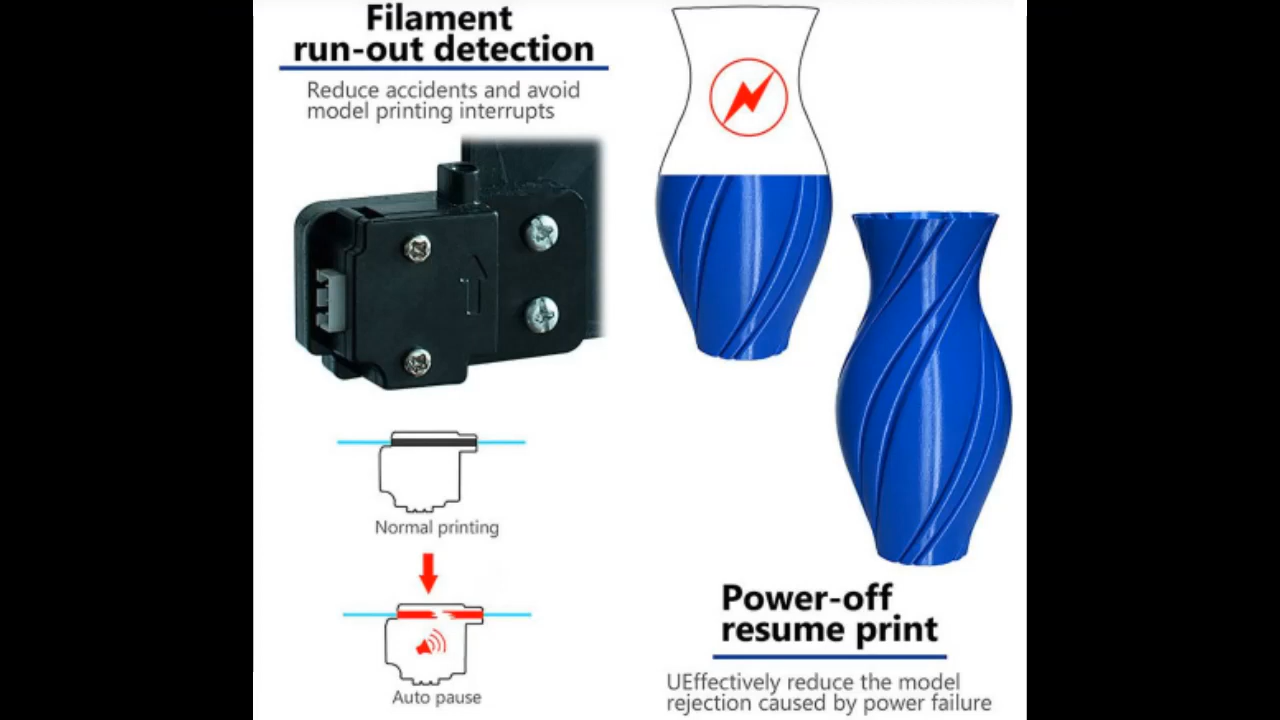 Filament
run-out detection
Reduce accidents and avoid
model printing interrupts
Normal printing
Auto pause
Power-off
resume print
UEffectively reduce the model
rejection caused by power failure